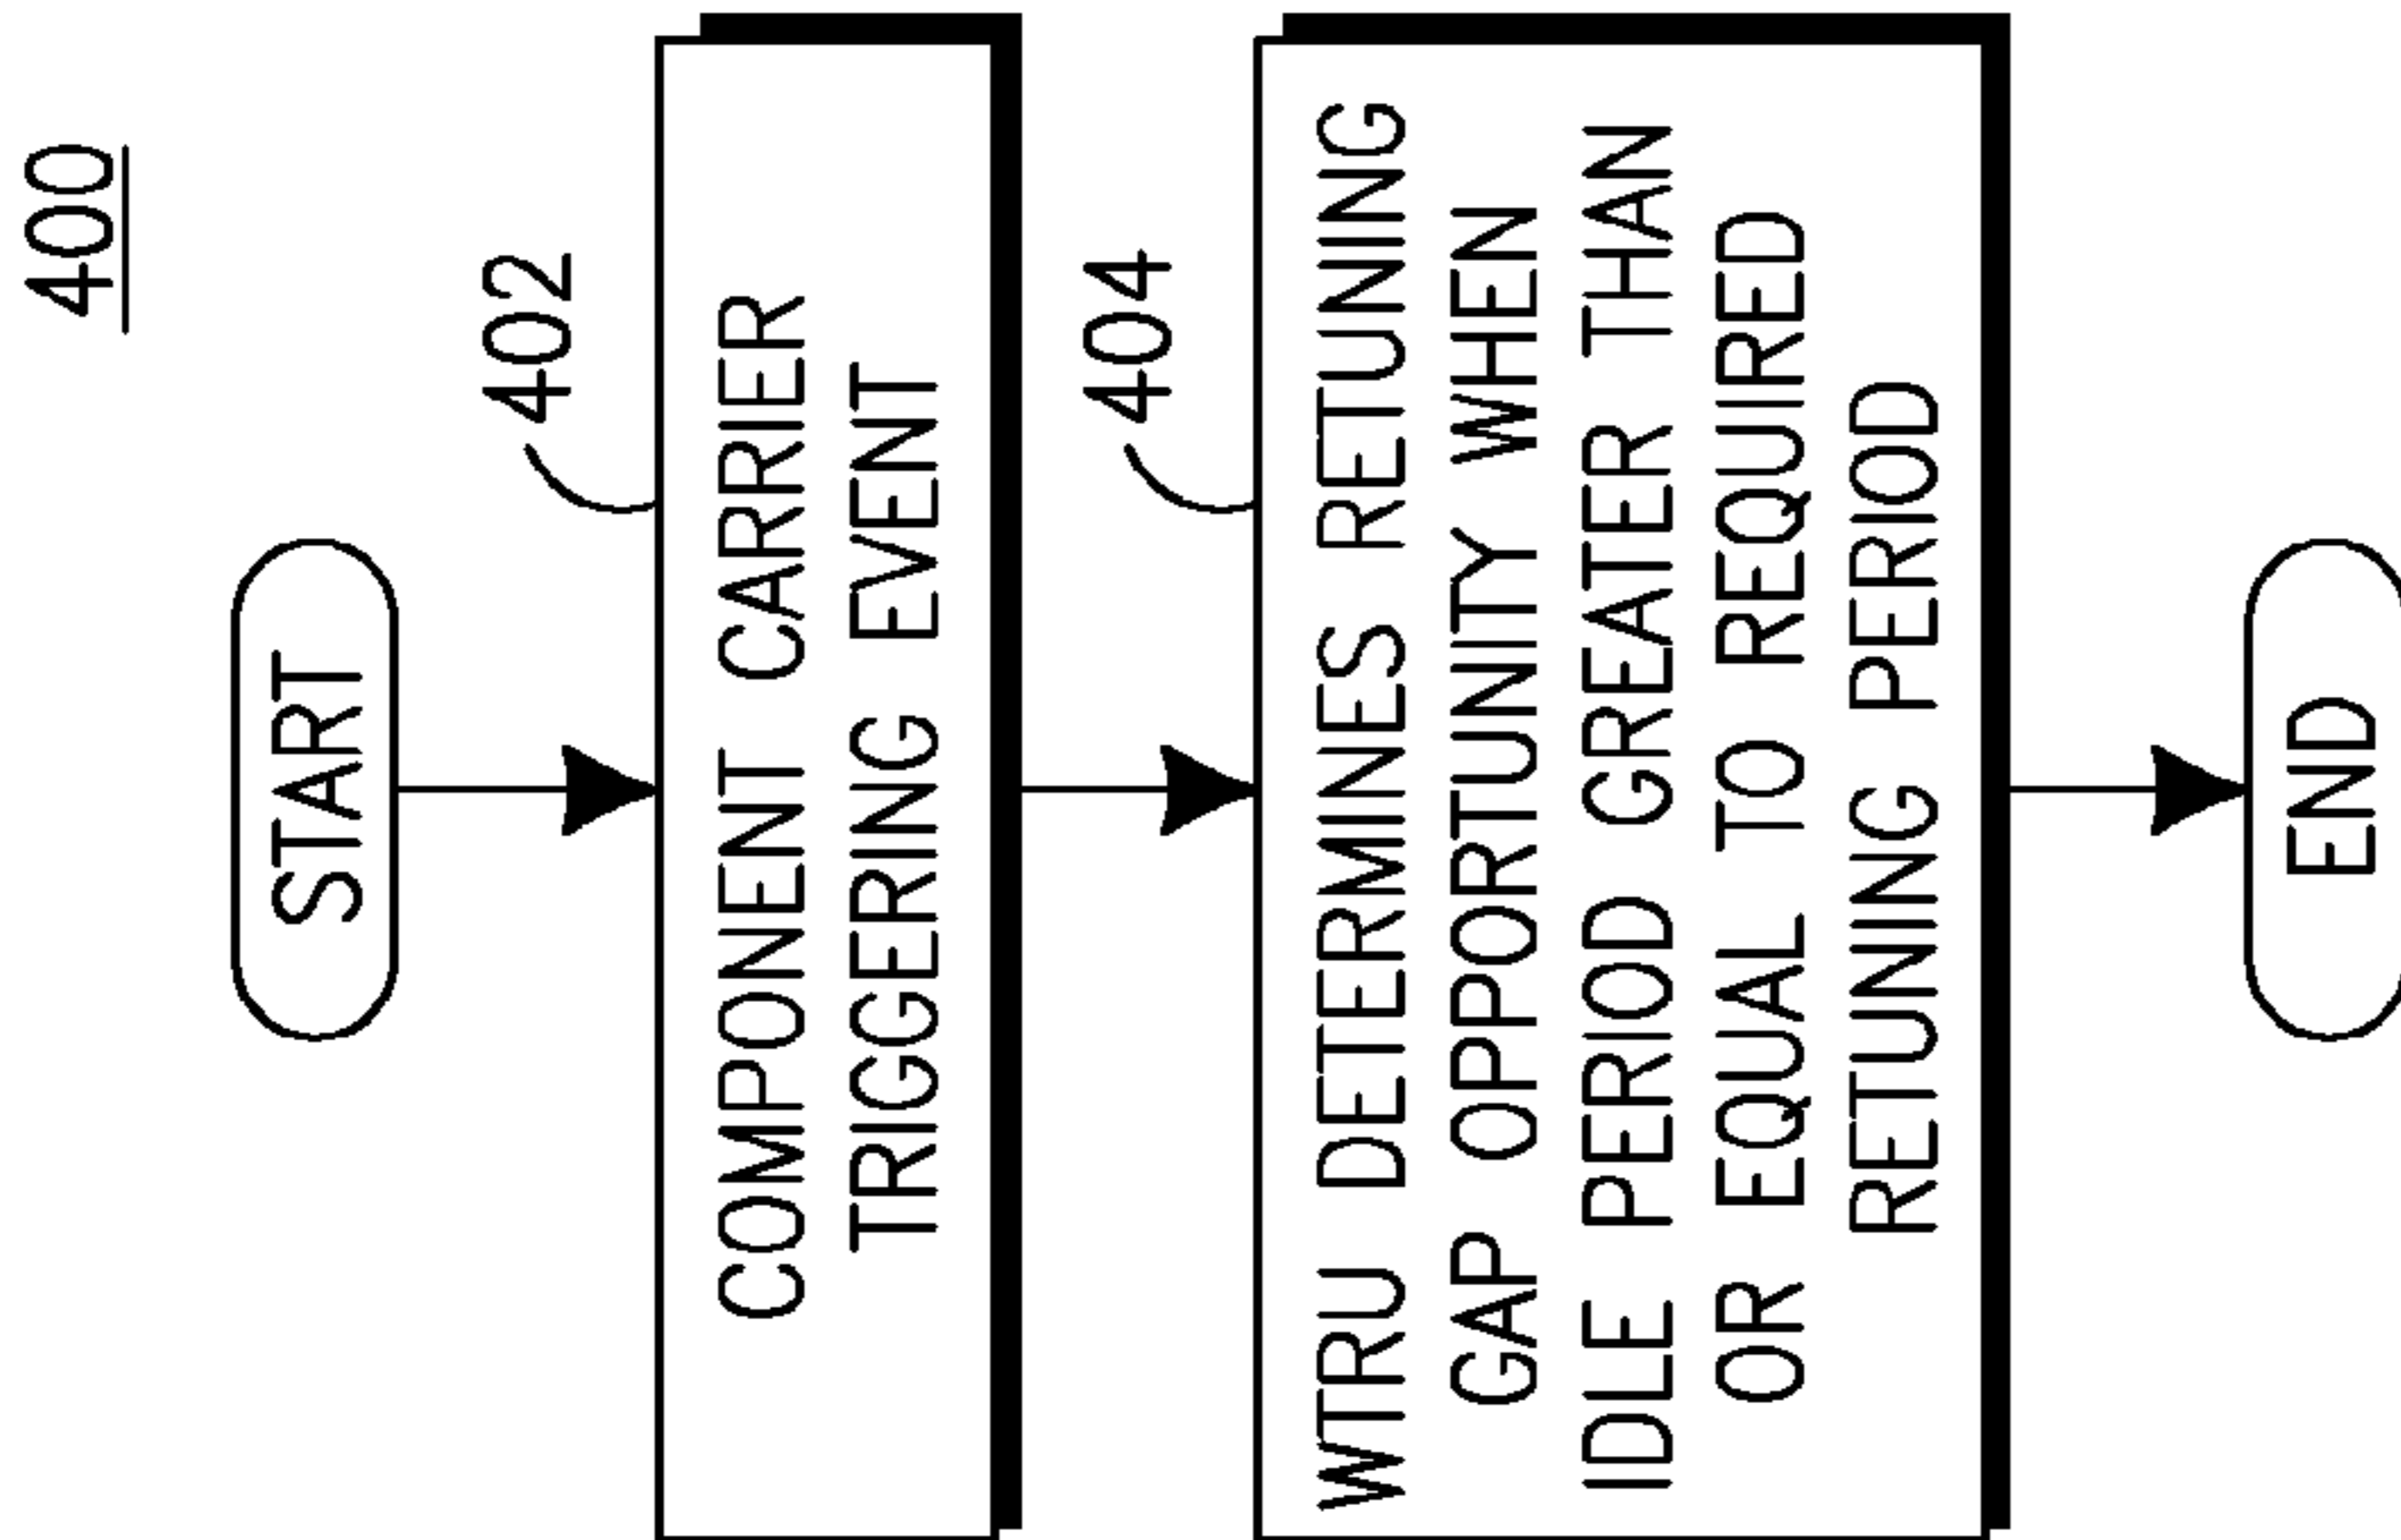 400
START
402
COMPONENT CARRIER
TRIGGERING EVENT
404
WTRU DETERMINES RETUNING
GAP OPPORTUNITY WHEN
IDLE PERIOD GREATER THAN
OR EQUAL TO REQUIRED
RETUNING PERIOD
END